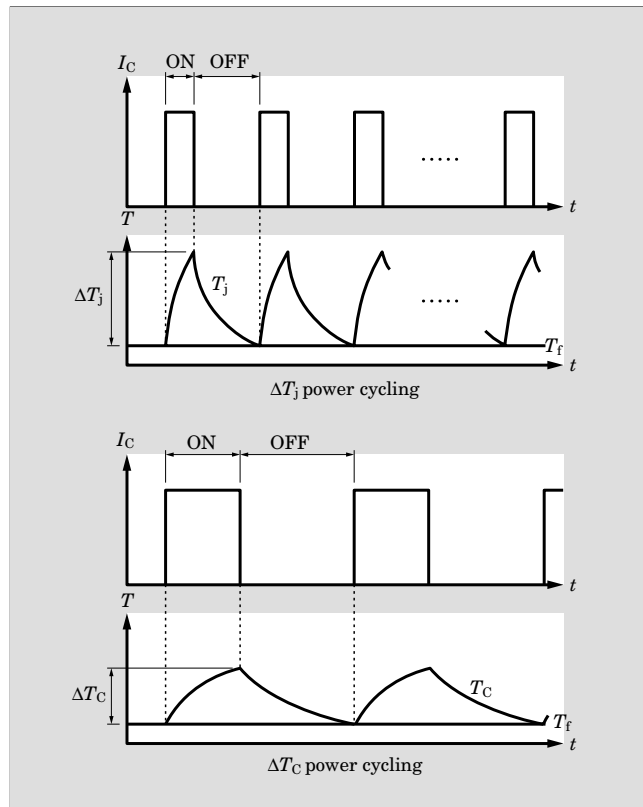 ON OFF
I_C
t
T
ΔT_j
T_j
T_f
t
ΔT_j power cycling
ON OFF
I_C
t
T
ΔT_C
T_C
T_f
t
ΔT_C power cycling